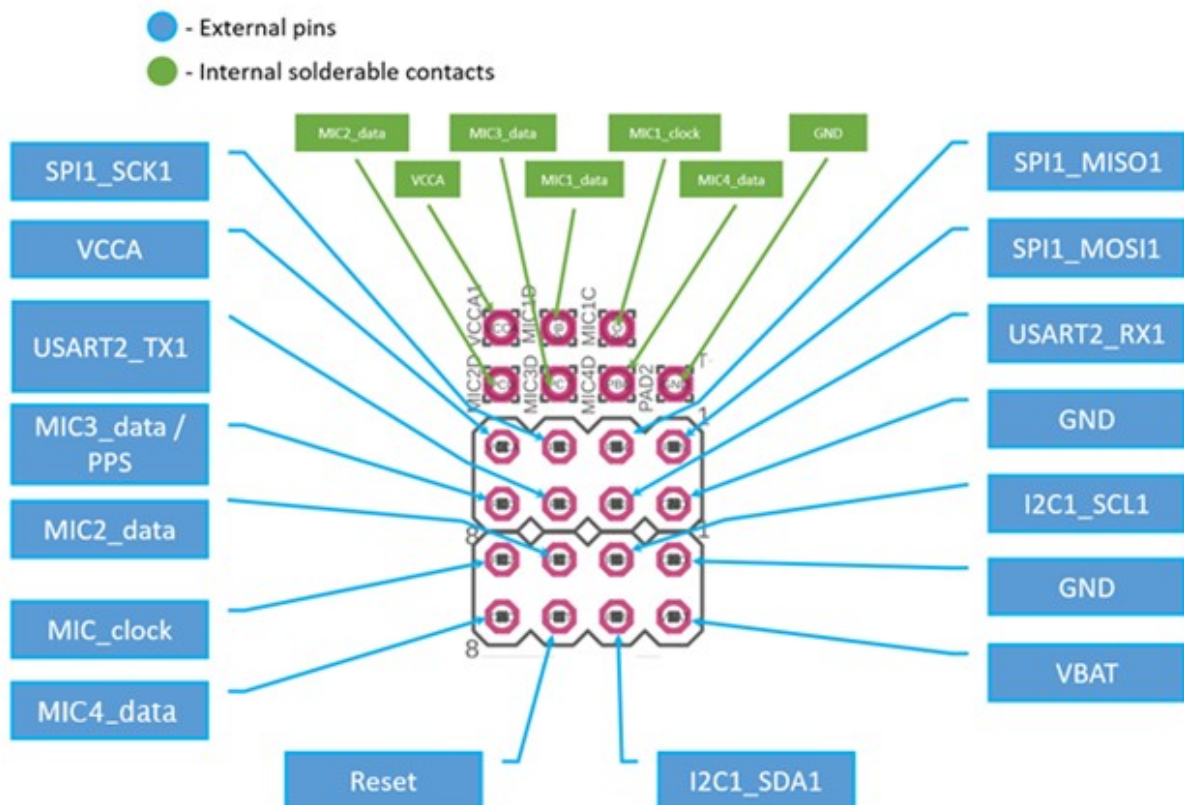 - External pins
- Internal solderable contacts
MIC2_data
MIC3_data
MIC1_clock
GND
VCCA
MIC1_data
MIC4_data
SPI1_SCK1
VCCA
USART2_TX1
MIC3_data /
PPS
MIC2_data
MIC_clock
MIC4_data
SPI1_MISO1
SPI1_MOSI1
USART2_RX1
GND
I2C1_SCL1
GND
VBAT
VCCA1
MIC1D
MIC1C
MIC2D
MIC3D
MIC4D
PAD2
1
8
1
8
Reset
I2C1_SDA1